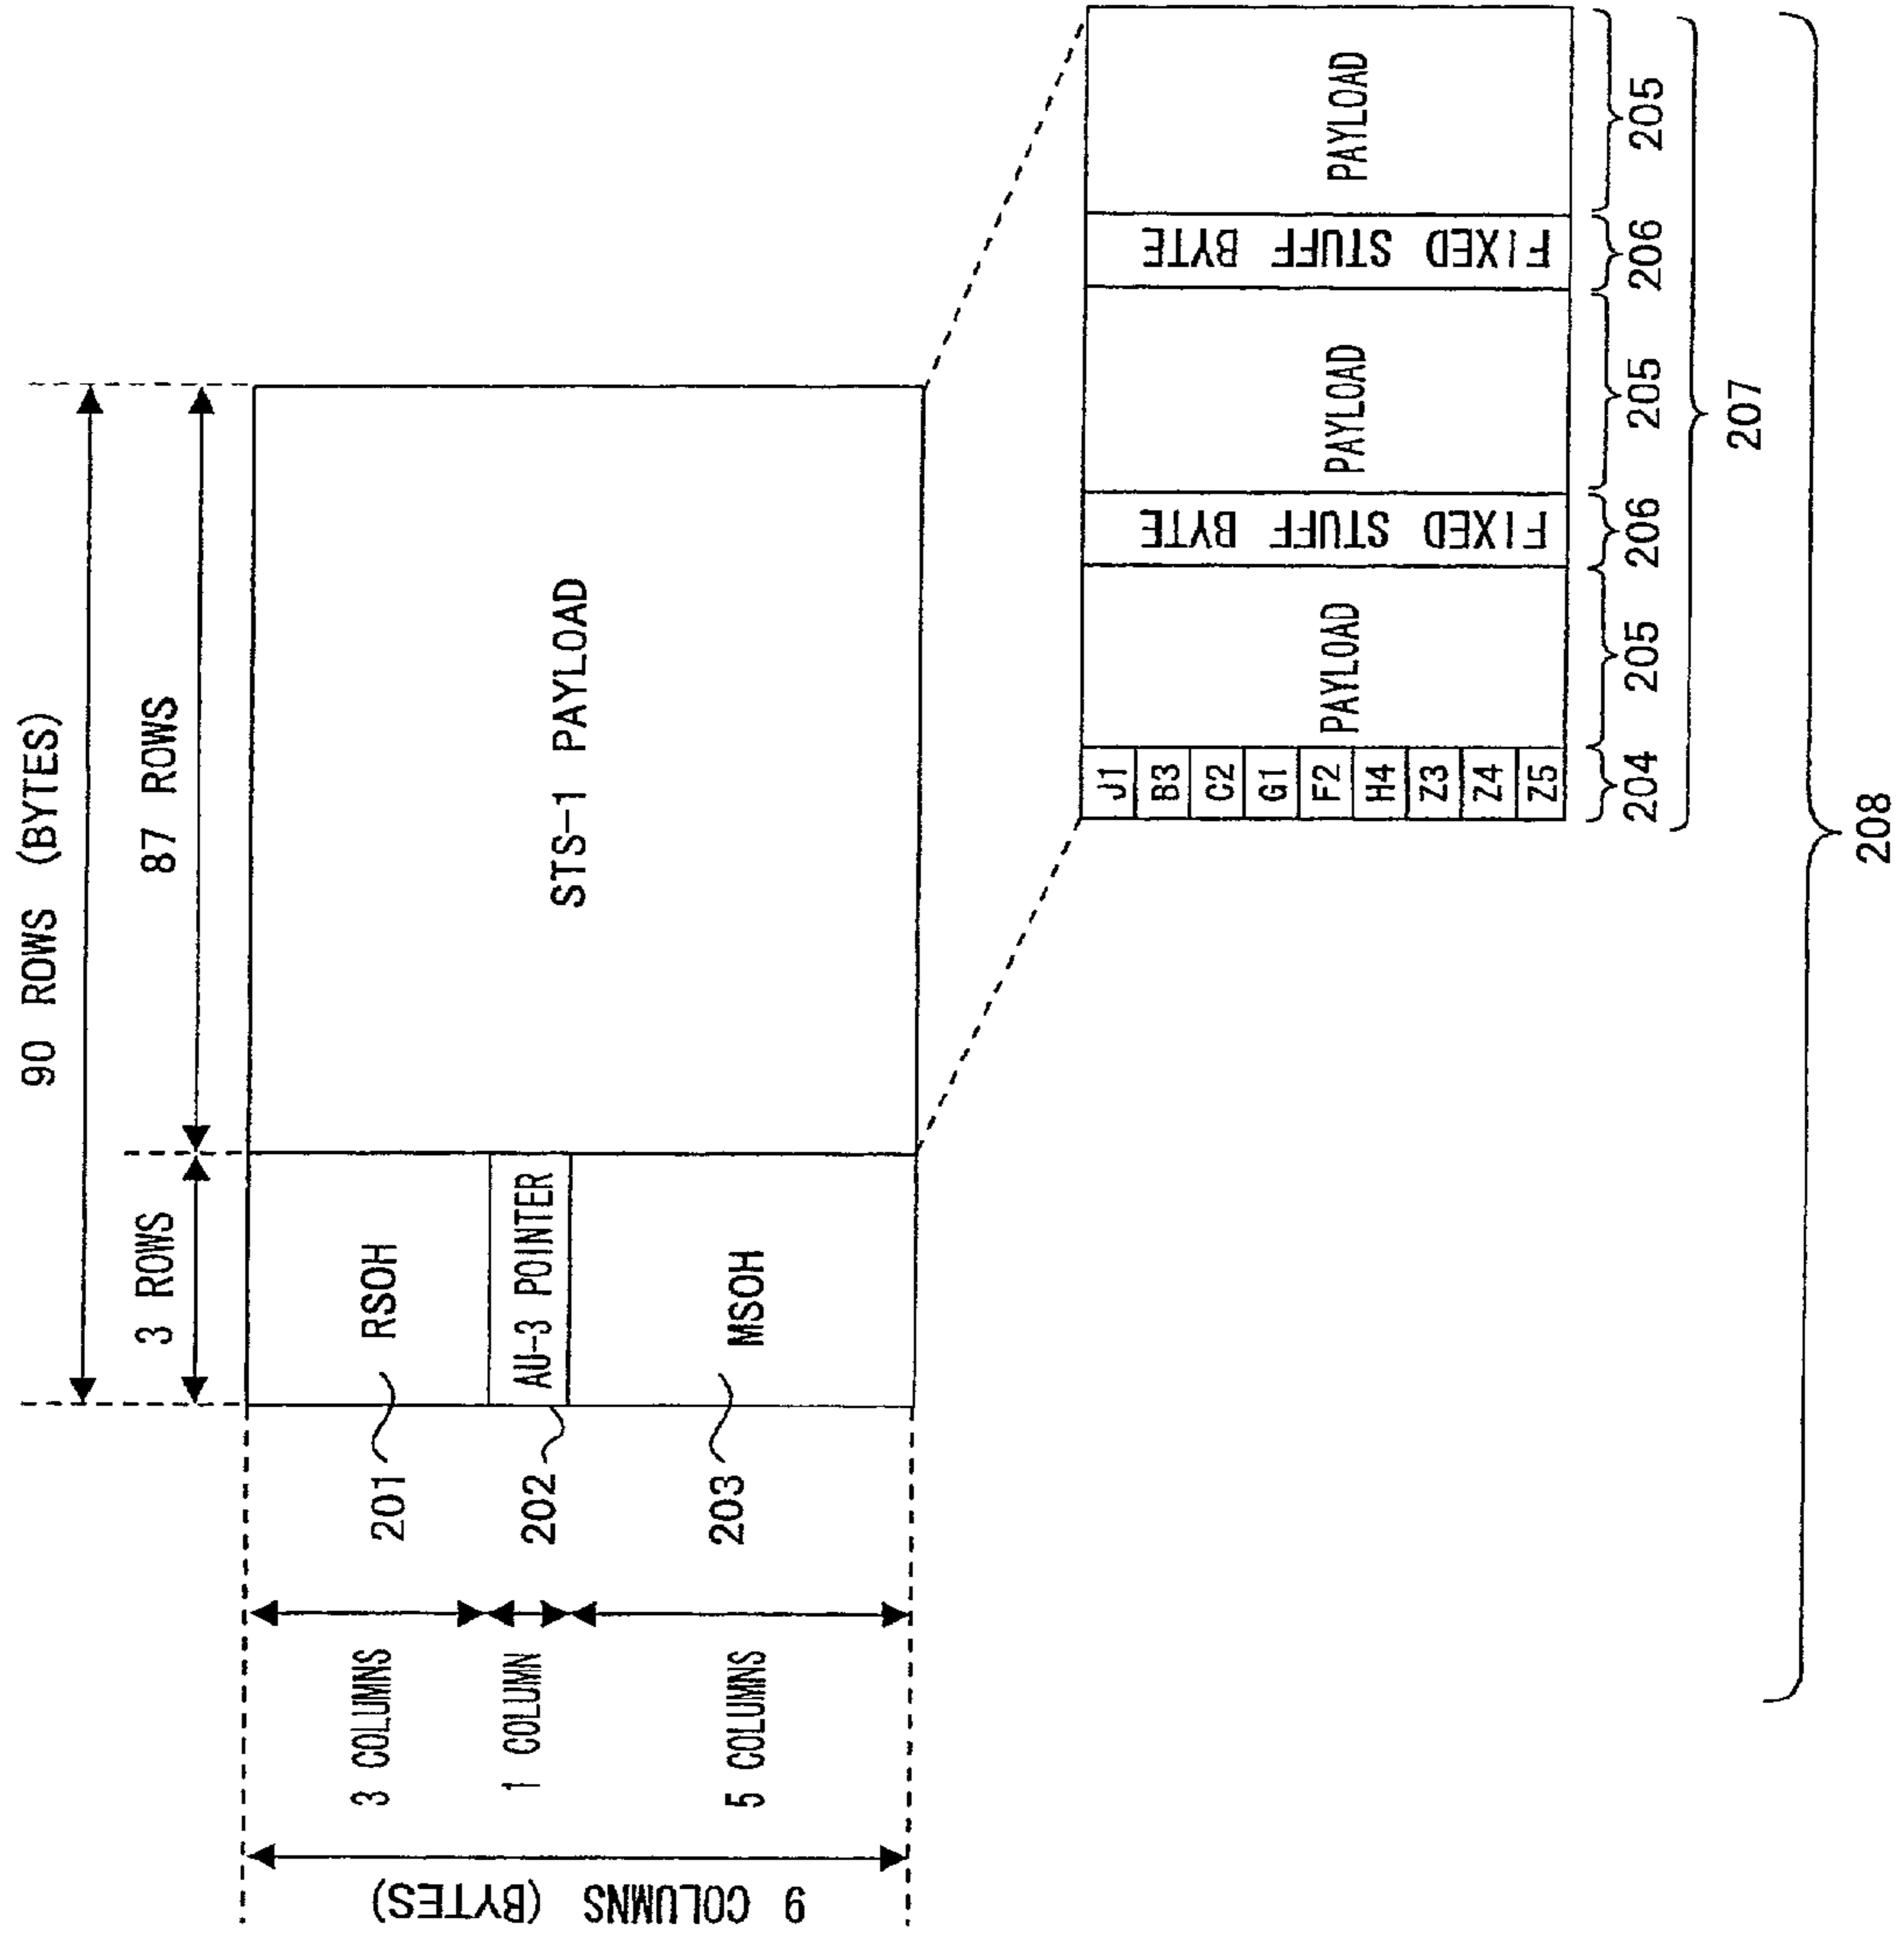 90 ROWS (BYTES)
3 ROWS
87 ROWS
9 COLUMNS (BYTES)
3 COLUMNS
1 COLUMN
5 COLUMNS
201
202
203
RSOH
AU-3 POINTER
MSOH
STS-1 PAYLOAD
J1
B3
C2
G1
F2
H4
Z3
Z4
Z5
PAYLOAD
FIXED STUFF BYTE
PAYLOAD
FIXED STUFF BYTE
PAYLOAD
204
205
206
205
206
205
207
208